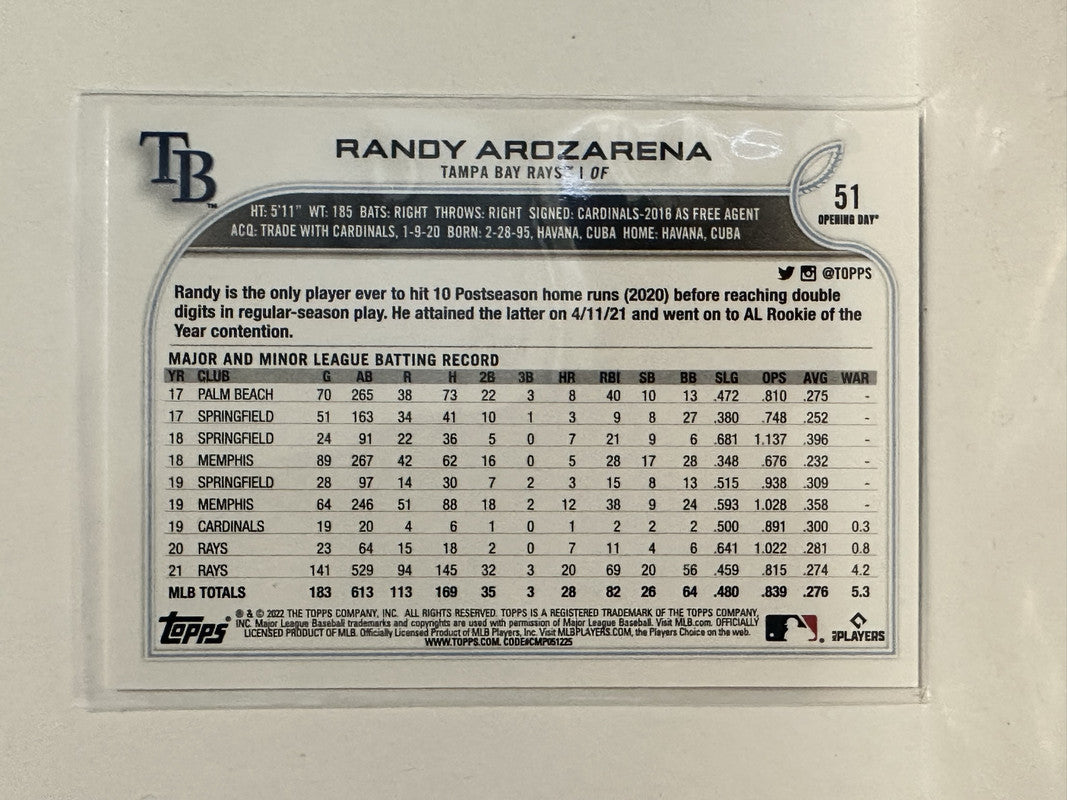 TB™
RANDY AROZARENA
TAMPA BAY RAYS™ | OF
51
OPENING DAY®
HT: 5'11" WT: 185 BATS: RIGHT THROWS: RIGHT SIGNED: CARDINALS-2016 AS FREE AGENT
ACQ: TRADE WITH CARDINALS, 1-9-20 BORN: 2-28-95, HAVANA, CUBA HOME: HAVANA, CUBA
@TOPPS
Randy is the only player ever to hit 10 Postseason home runs (2020) before reaching double
digits in regular-season play. He attained the latter on 4/11/21 and went on to AL Rookie of the
Year contention.
MAJOR AND MINOR LEAGUE BATTING RECORD
YR CLUB G AB R H 2B 3B HR RBI SB BB SLG OPS AVG WAR
17 PALM BEACH 70 265 38 73 22 3 8 40 10 13 .472 .810 .275 -
17 SPRINGFIELD 51 163 34 41 10 1 3 9 8 27 .380 .748 .252 -
18 SPRINGFIELD 24 91 22 36 5 0 7 21 9 6 .681 1.137 .396 -
18 MEMPHIS 89 267 42 62 16 0 5 28 17 28 .348 .676 .232 -
19 SPRINGFIELD 28 97 14 30 7 2 3 15 8 13 .515 .938 .309 -
19 MEMPHIS 64 246 51 88 18 2 12 38 9 24 .593 1.028 .358 -
19 CARDINALS 19 20 4 6 1 0 1 2 2 2 .500 .891 .300 0.3
20 RAYS 23 64 15 18 2 0 7 11 4 6 .641 1.022 .281 0.8
21 RAYS 141 529 94 145 32 3 20 69 20 56 .459 .815 .274 4.2
MLB TOTALS 183 613 113 169 35 3 28 82 26 64 .480 .839 .276 5.3
topps®
® & © 2022 THE TOPPS COMPANY, INC. ALL RIGHTS RESERVED. TOPPS IS A REGISTERED TRADEMARK OF THE TOPPS COMPANY,
INC. Major League Baseball trademarks and copyrights are used with permission of Major League Baseball. Visit MLB.com. OFFICIALLY
LICENSED PRODUCT OF MLB. Officially Licensed Product of MLB Players, Inc. Visit MLBPLAYERS.COM, the Players Choice on the web.
WWW.TOPPS.COM. CODE#CMP051225
PLAYERS